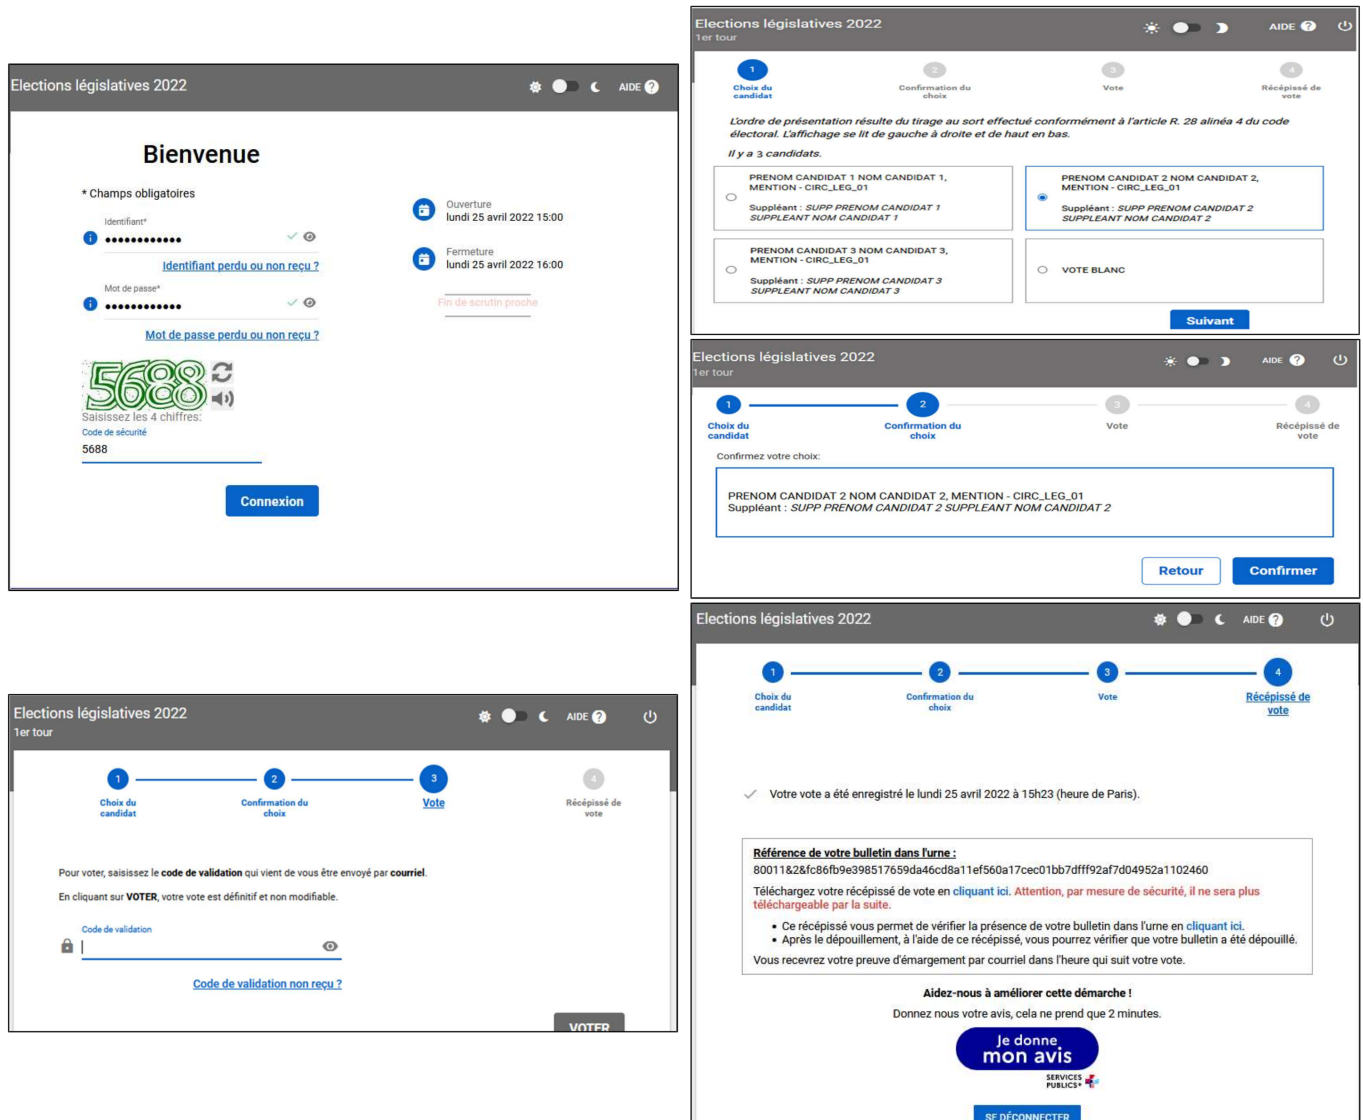 Elections législatives 2022
AIDE ?
Bienvenue
* Champs obligatoires
Identifiant*
••••••••••••
Identifiant perdu ou non reçu ?
Mot de passe*
••••••••••••
Mot de passe perdu ou non reçu ?
5688
Saisissez les 4 chiffres:
Code de sécurité
5688
Connexion
Ouverture
lundi 25 avril 2022 15:00
Fermeture
lundi 25 avril 2022 16:00
Fin de scrutin proche
Elections législatives 2022
1er tour
AIDE ?
1
2
3
4
Choix du
candidat
Confirmation du
choix
Vote
Récépissé de
vote
L'ordre de présentation résulte du tirage au sort effectué conformément à l'article R. 28 alinéa 4 du code
électoral. L'affichage se lit de gauche à droite et de haut en bas.
Il y a 3 candidats.
PRENOM CANDIDAT 1 NOM CANDIDAT 1,
MENTION - CIRC_LEG_01
Suppléant : SUPP PRENOM CANDIDAT 1
SUPPLEANT NOM CANDIDAT 1
PRENOM CANDIDAT 2 NOM CANDIDAT 2,
MENTION - CIRC_LEG_01
Suppléant : SUPP PRENOM CANDIDAT 2
SUPPLEANT NOM CANDIDAT 2
PRENOM CANDIDAT 3 NOM CANDIDAT 3,
MENTION - CIRC_LEG_01
Suppléant : SUPP PRENOM CANDIDAT 3
SUPPLEANT NOM CANDIDAT 3
VOTE BLANC
Suivant
Elections législatives 2022
1er tour
AIDE ?
1
2
3
4
Choix du
candidat
Confirmation du
choix
Vote
Récépissé de
vote
Confirmez votre choix:
PRENOM CANDIDAT 2 NOM CANDIDAT 2, MENTION - CIRC_LEG_01
Suppléant : SUPP PRENOM CANDIDAT 2 SUPPLEANT NOM CANDIDAT 2
Retour
Confirmer
Elections législatives 2022
1er tour
AIDE ?
1
2
3
4
Choix du
candidat
Confirmation du
choix
Vote
Récépissé de
vote
Pour voter, saisissez le code de validation qui vient de vous être envoyé par courriel.
En cliquant sur VOTER, votre vote est définitif et non modifiable.
Code de validation
Code de validation non reçu ?
VOTER
Elections législatives 2022
AIDE ?
1
2
3
4
Choix du
candidat
Confirmation du
choix
Vote
Récépissé de
vote
Votre vote a été enregistré le lundi 25 avril 2022 à 15h23 (heure de Paris).
Référence de votre bulletin dans l'urne :
80011&2&fc86fb9e398517659da46cd8a11ef560a17cec01bb7dfff92af7d04952a1102460
Téléchargez votre récépissé de vote en cliquant ici. Attention, par mesure de sécurité, il ne sera plus
téléchargeable par la suite.
• Ce récépissé vous permet de vérifier la présence de votre bulletin dans l'urne en cliquant ici.
• Après le dépouillement, à l'aide de ce récépissé, vous pourrez vérifier que votre bulletin a été dépouillé.
Vous recevrez votre preuve d'émargement par courriel dans l'heure qui suit votre vote.
Aidez-nous à améliorer cette démarche !
Donnez nous votre avis, cela ne prend que 2 minutes.
Je donne
mon avis
SERVICES
PUBLICS+
SE DÉCONNECTER